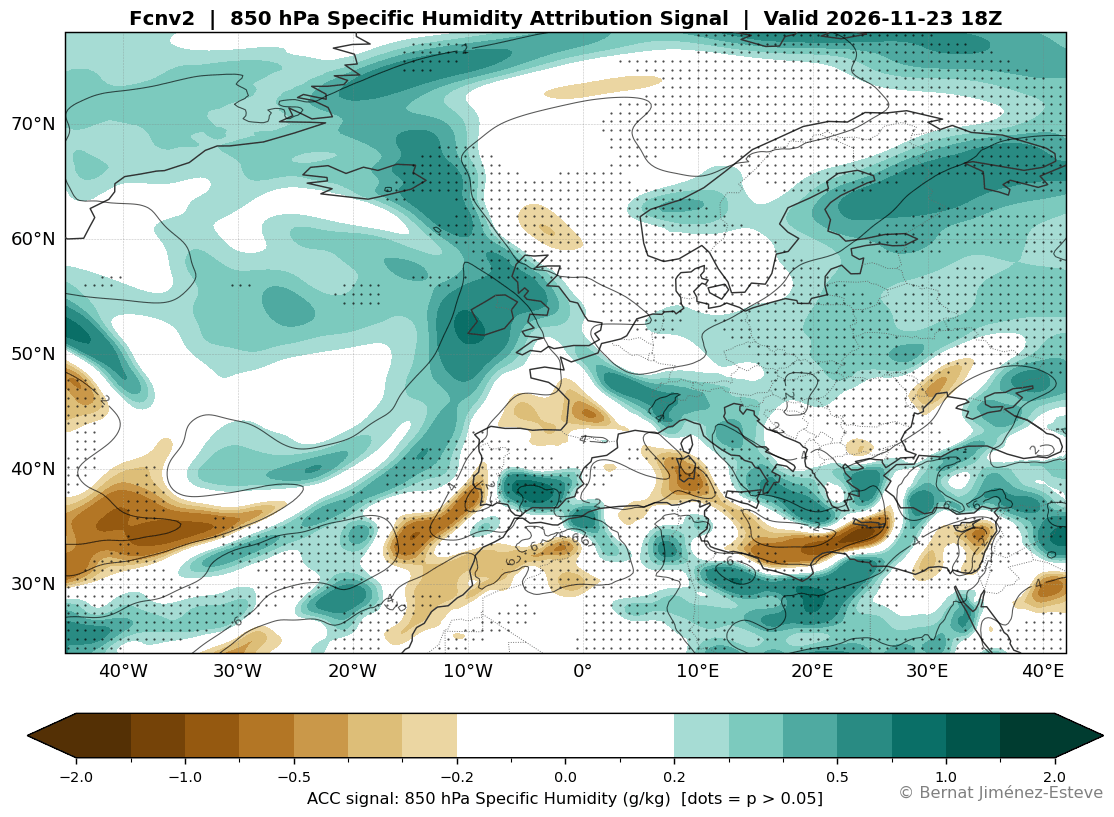 Fcnv2 | 850 hPa Specific Humidity Attribution Signal | Valid 2026-11-23 18Z
70°N
60°N
50°N
40°N
30°N
40°W
30°W
20°W
10°W
0°
10°E
20°E
30°E
40°E
−2.0
−1.0
−0.5
−0.2
0.0
0.2
0.5
1.0
2.0
ACC signal: 850 hPa Specific Humidity (g/kg) [dots = p > 0.05]
© Bernat Jiménez-Esteve